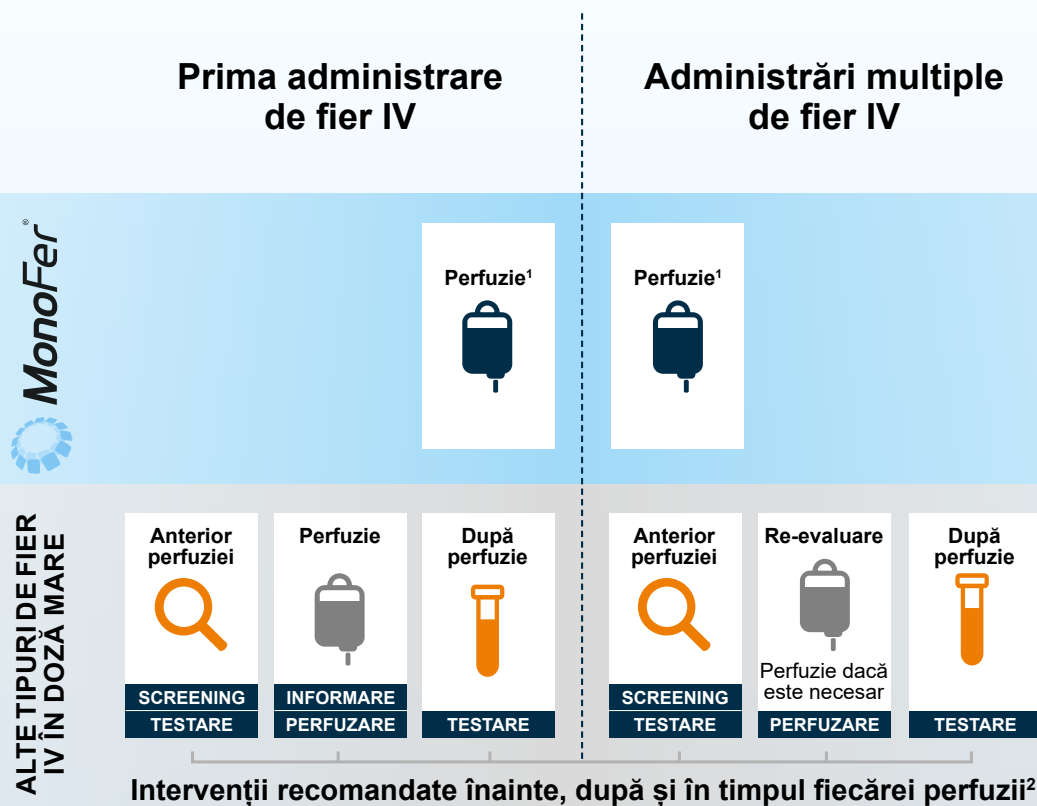 Prima administrare
de fier IV
Administrări multiple
de fier IV
MonoFer®
Perfuzie¹
Perfuzie¹
ALTE TIPURI DE FIER
IV ÎN DOZĂ MARE
Anterior
perfuziei
SCREENING
TESTARE
Perfuzie
INFORMARE
PERFUZARE
După
perfuzie
TESTARE
Anterior
perfuziei
SCREENING
TESTARE
Re-evaluare
Perfuzie dacă
este necesar
PERFUZARE
După
perfuzie
TESTARE
Intervenții recomandate înainte, după și în timpul fiecărei perfuzii²